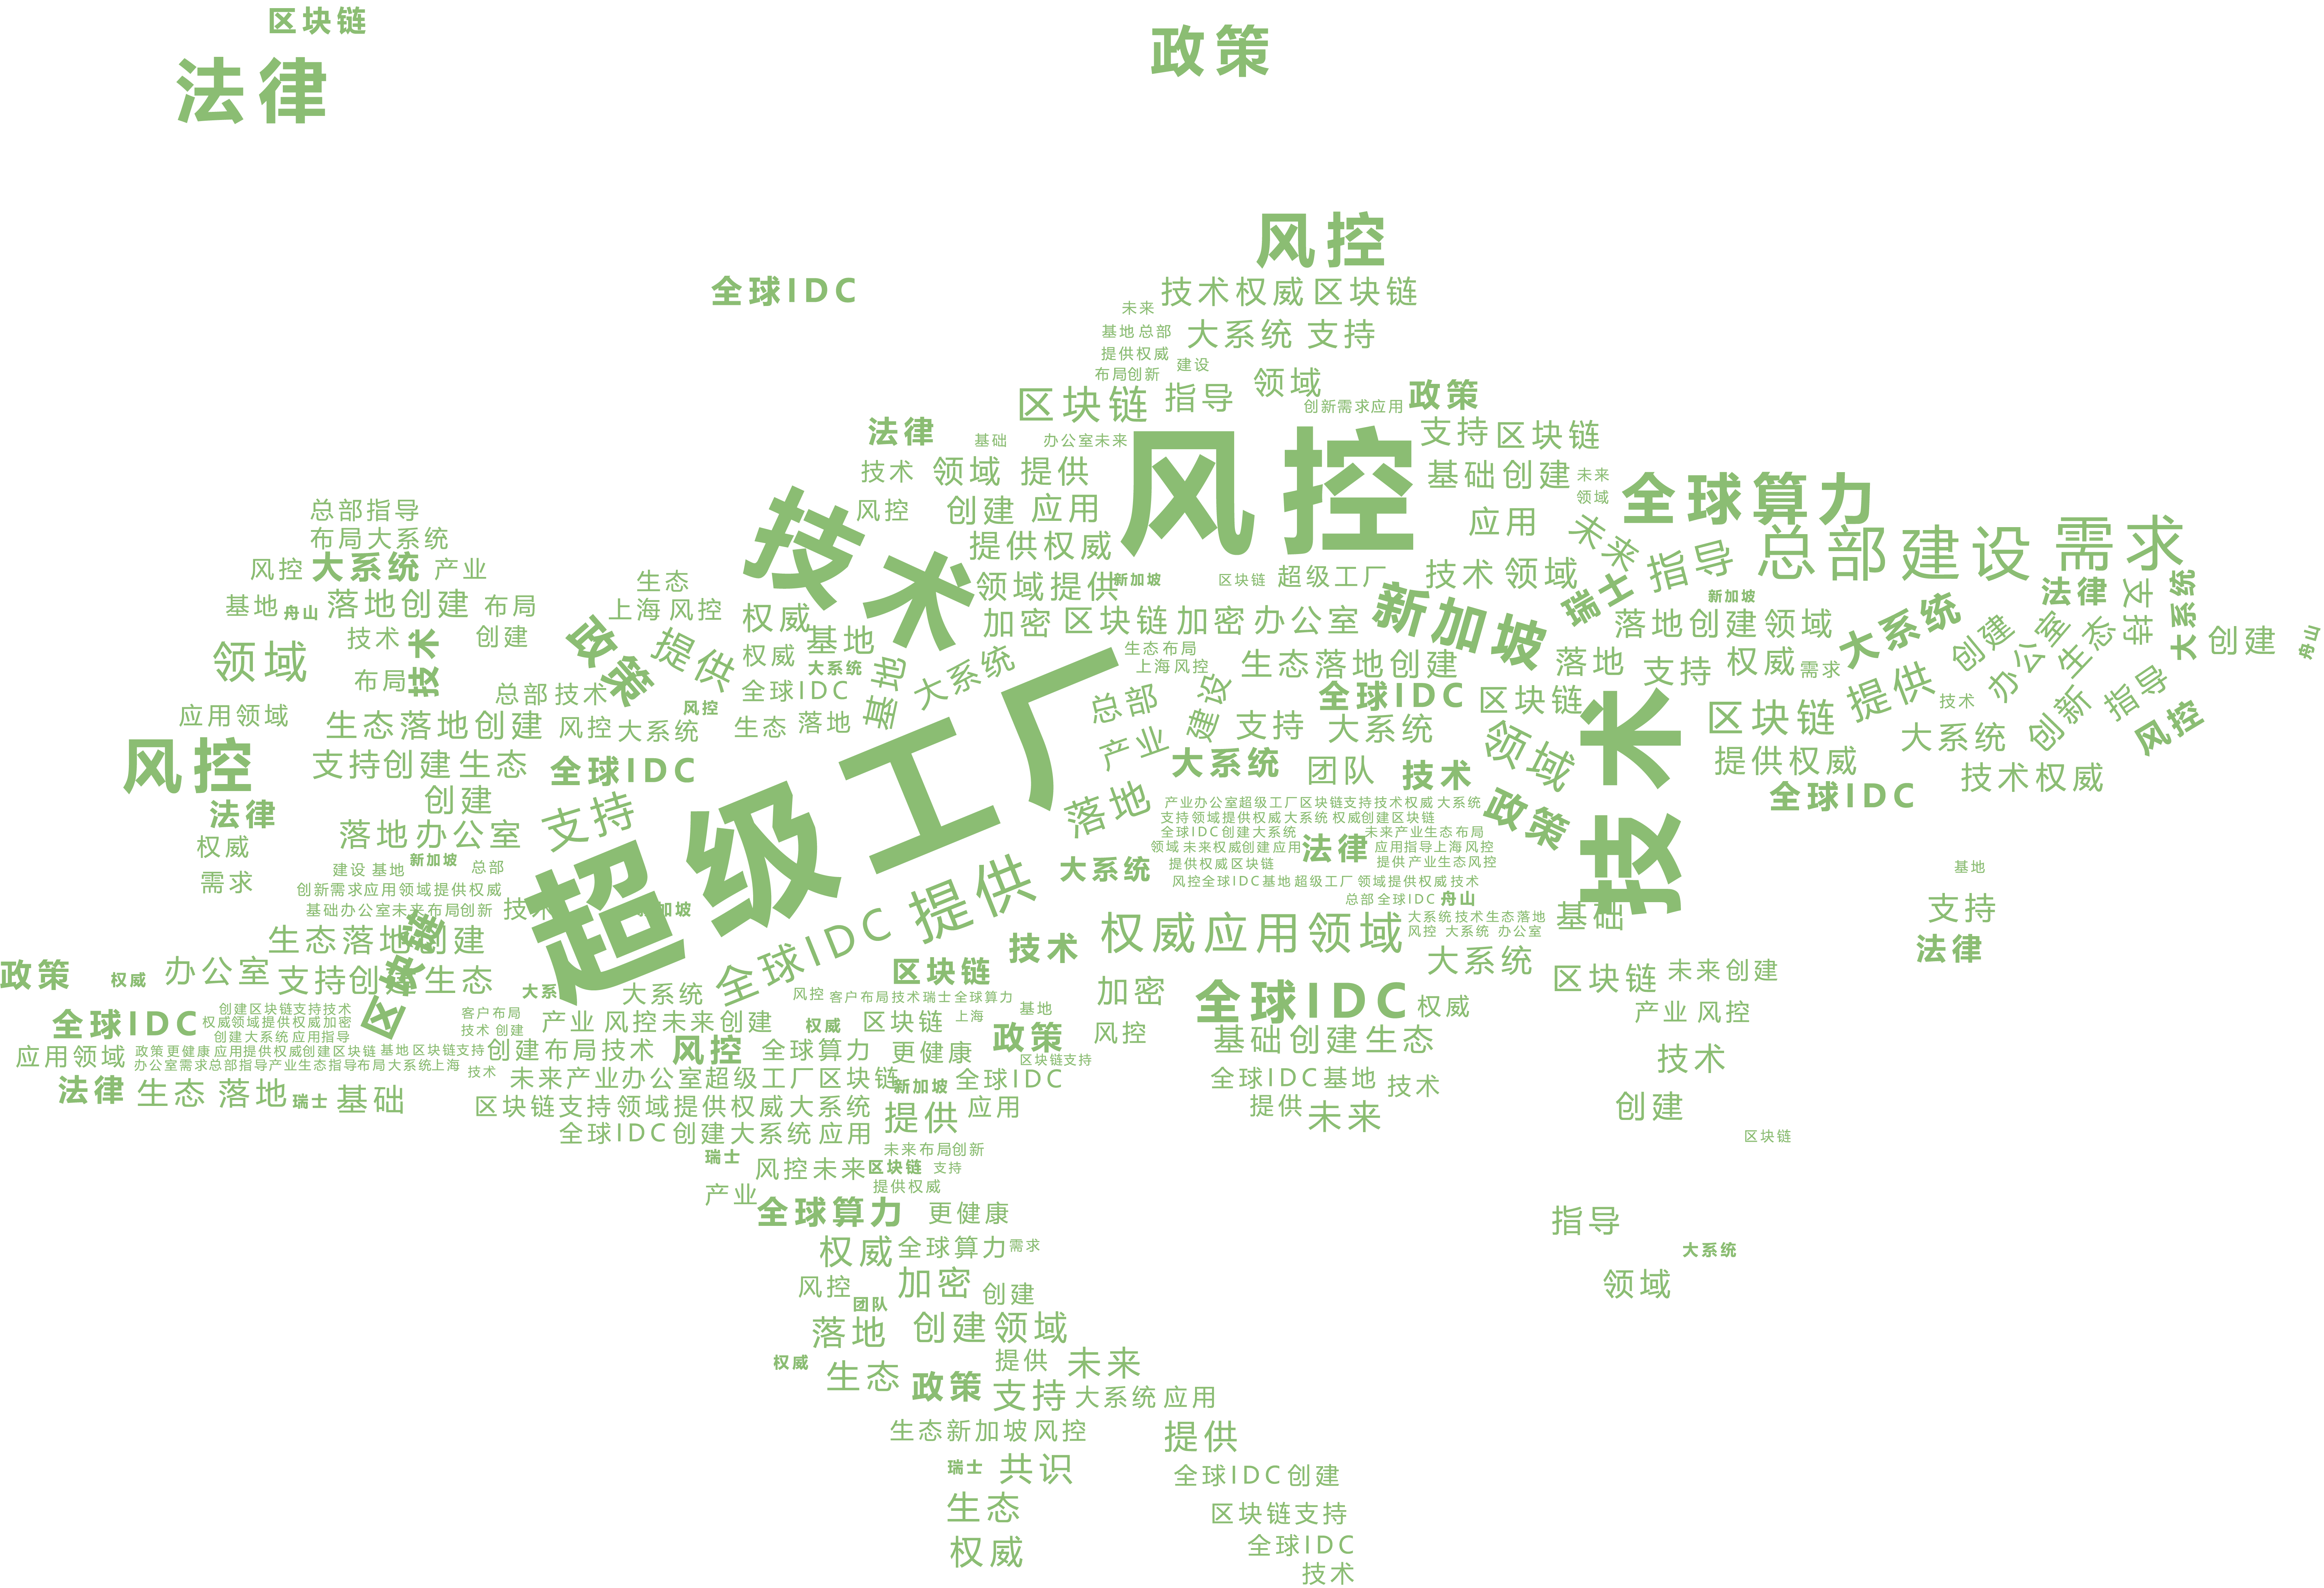 区块链
法律
政策
风控
全球IDC
技术权威 区块链
未来
基地 总部
大系统 支持
提供权威
建设
布局创新
区块链 指导 领域
创新需求应用 政策
法律
基础
办公室未来
风控
支持 区块链
技术 领域 提供
基础 创建 未来
全球算力
领域
技术
风控 创建 应用
应用
未来
总部指导
布局大系统
提供权威
指导
总部建设 需求
风控 大系统 产业
生态
领域 提供 新加坡
区块链 超级工厂
技术 领域
瑞士
新加坡
法律
支持
大系统
基地 舟山 落地创建 布局
上海 风控
权威
加密 区块链 加密 办公室
新加坡
落地创建 领域
大系统
创建
办公室
生态
创建
舟山
技术
技术
创建
政策
提供
基地
领域
布局
权威
大系统
基地
大系统
生态 布局
上海风控
生态落地创建
落地 支持 权威 需求
提供
技术
创新
指导
风控
总部 技术
全球IDC
风控
总部
建设
全球IDC 区块链
应用领域
生态落地创建
风控 大系统
生态 落地
超级工厂
产业
支持 大系统
领域
技术
区块链
大系统
风控
支持创建 生态
全球IDC
大系统 团队 技术
提供权威
技术权威
创建
支持
落地
政策
全球IDC
法律
产业办公室超级工厂区块链支持技术权威 大系统
支持领域提供权威大系统 权威创建区块链
权威
落地 办公室
全球IDC创建大系统
法律
未来产业生态布局
领域 未来权威创建 应用
应用指导上海风控
建设 基地 新加坡 总部
大系统
提供权威区块链
提供 产业生态风控
基地
需求
创新需求应用领域提供权威
提供
风控全球IDC基地 超级工厂 领域提供权威 技术
基础办公室未来布局创新
总部 全球IDC 舟山
支持
生态落地创建
区块链
全球IDC
技术
权威应用领域
大系统 技术生态落地
风控 大系统 办公室
基础
法律
政策
权威
办公室
支持创建 生态
大系统
区块链
加密
大系统
区块链
未来创建
全球IDC
创建区块链支持技术
权威领域提供权威加密
创建大系统 应用指导
客户布局
技术 创建
产业 风控未来创建
风控 客户布局技术瑞士全球算力
权威 区块链 上海
基地
政策
风控
全球IDC 权威
产业 风控
应用领域
政策 更健康 应用提供权威创建区块链 基地 区块链支持
办公室需求总部指导产业生态指导布局大系统上海
技术
创建布局技术 风控 全球算力 更健康
区块链支持
基础创建生态
技术
法律 生态 落地 瑞士 基础
未来产业办公室超级工厂区块链
新加坡 全球IDC
全球IDC基地 技术
区块链支持 领域提供权威大系统
提供 应用
提供 未来
创建
全球IDC 创建大系统 应用
未来布局创新
区块链
瑞士
风控 未来 区块链 支持
提供权威
产业
全球算力 更健康
指导
权威 全球算力 需求
大系统
风控 加密 创建
领域
团队
落地 创建领域
权威
提供 未来
生态 政策 支持 大系统 应用
生态新加坡风控
提供
瑞士 共识
全球IDC创建
生态
区块链支持
权威
全球IDC
技术